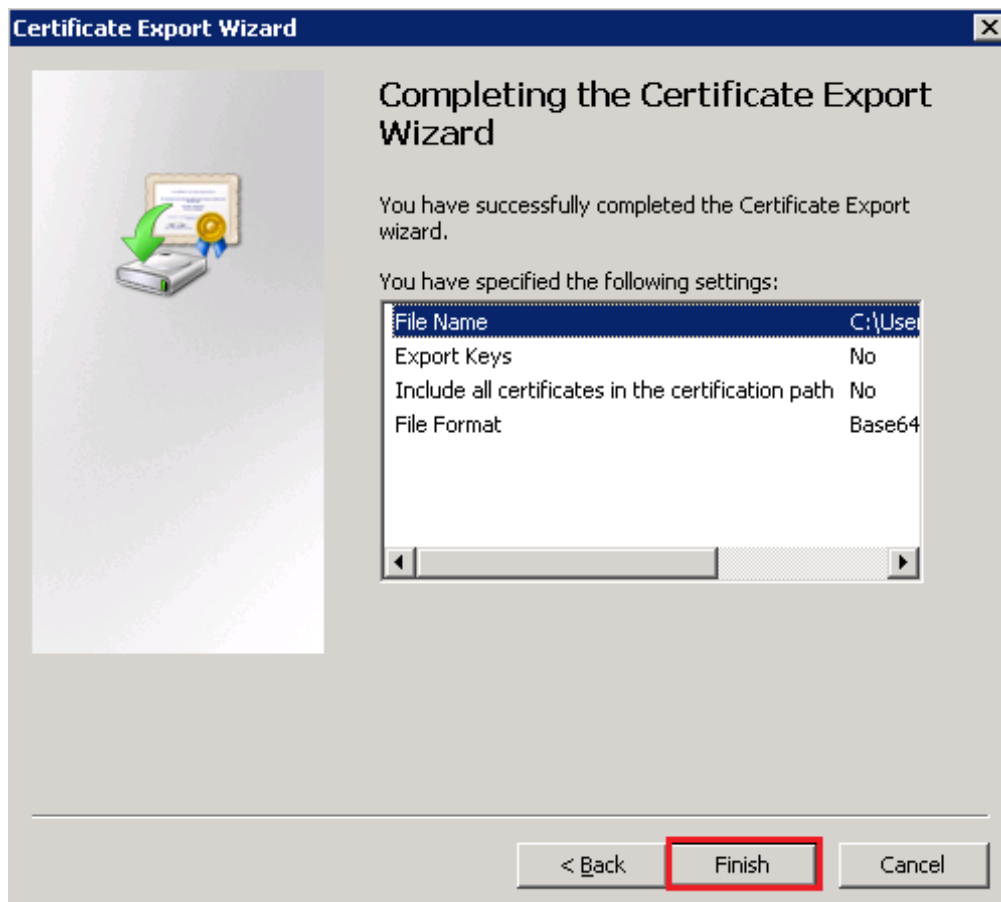 Certificate Export Wizard
Completing the Certificate Export
Wizard
You have successfully completed the Certificate Export
wizard.
You have specified the following settings:
File Name C:\User
Export Keys No
Include all certificates in the certification path No
File Format Base64
< Back Finish Cancel